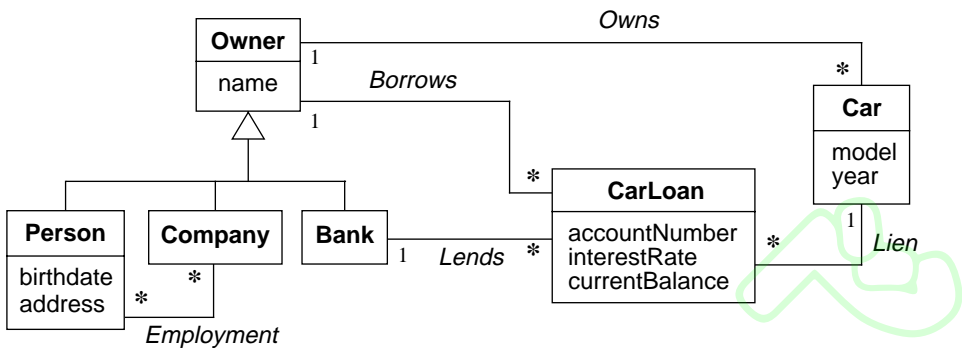 Owns
Owner
1
name
Borrows
*
1
Car
model
year
*
CarLoan
1
Person
Company
Bank
accountNumber
interestRate
currentBalance
1
Lends
*
*
Lien
birthdate
address
*
*
Employment